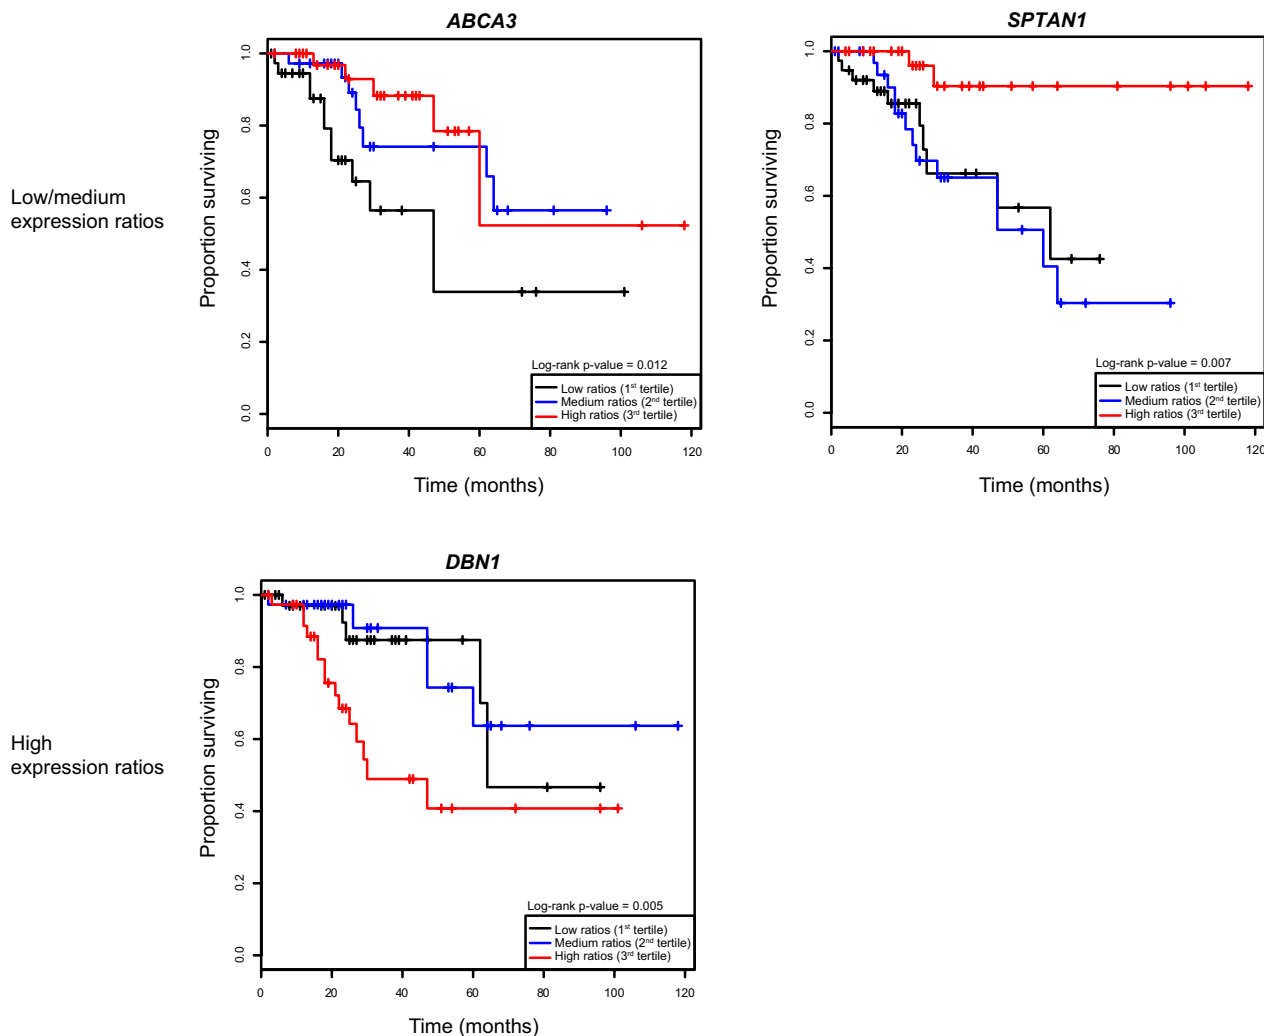 ABCA3
Proportion surviving
1.0
0.8
0.6
0.4
0.2
0.0
Log-rank p-value = 0.012
Low ratios (1st tertile)
Medium ratios (2nd tertile)
High ratios (3rd tertile)
0 20 40 60 80 100 120
Time (months)
SPTAN1
Proportion surviving
1.0
0.8
0.6
0.4
0.2
0.0
Log-rank p-value = 0.007
Low ratios (1st tertile)
Medium ratios (2nd tertile)
High ratios (3rd tertile)
0 20 40 60 80 100 120
Time (months)
Low/medium
expression ratios
DBN1
Proportion surviving
1.0
0.8
0.6
0.4
0.2
0.0
Log-rank p-value = 0.005
Low ratios (1st tertile)
Medium ratios (2nd tertile)
High ratios (3rd tertile)
0 20 40 60 80 100 120
Time (months)
High
expression ratios